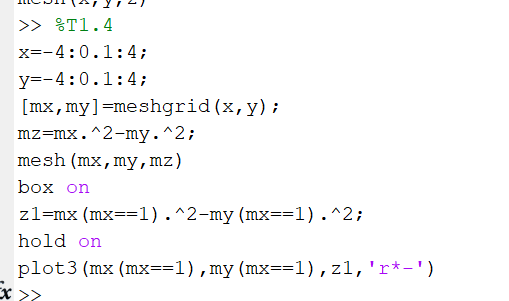 mesh(x,y,z)
>> %T1.4
x=-4:0.1:4;
y=-4:0.1:4;
[mx,my]=meshgrid(x,y);
mz=mx.^2-my.^2;
mesh(mx,my,mz)
box on
z1=mx(mx==1).^2-my(mx==1).^2;
hold on
plot3(mx(mx==1),my(mx==1),z1,'r*-')
fx >>